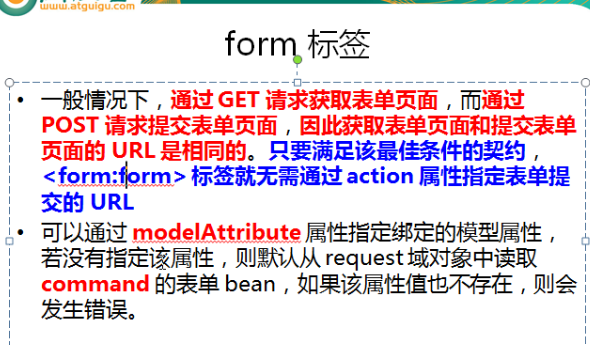 www.atguigu.com
form 标签
• 一般情况下，通过 GET 请求获取表单页面，而通过
POST 请求提交表单页面，因此获取表单页面和提交表单
页面的 URL 是相同的。只要满足该最佳条件的契约，
<form:form> 标签就无需通过 action 属性指定表单提
交的 URL
• 可以通过 modelAttribute 属性指定绑定的模型属性，
若没有指定该属性，则默认从 request 域对象中读取
command 的表单 bean，如果该属性值也不存在，则会
发生错误。